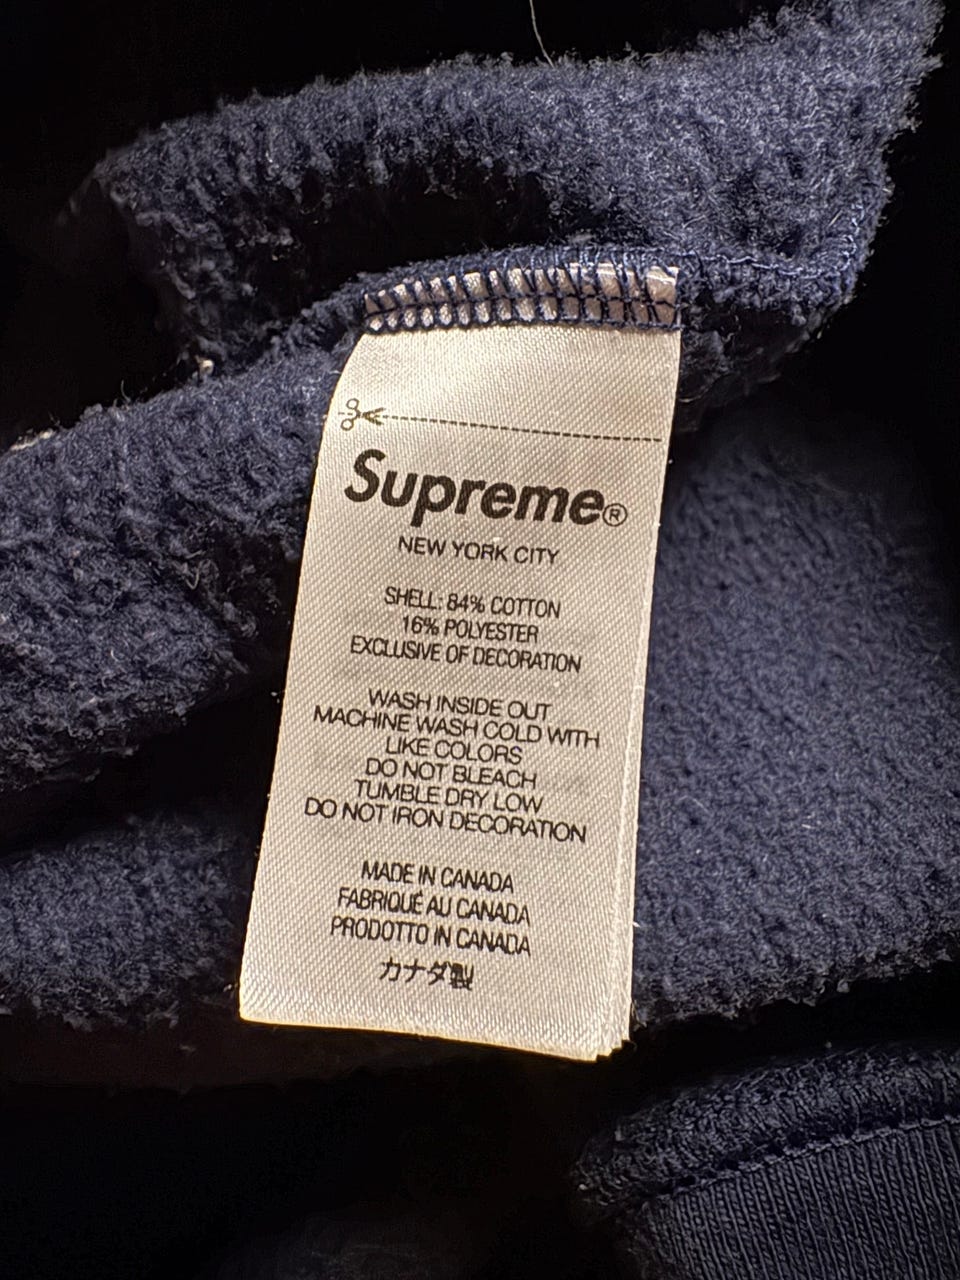 Supreme®
NEW YORK CITY
SHELL: 84% COTTON
16% POLYESTER
EXCLUSIVE OF DECORATION
WASH INSIDE OUT
MACHINE WASH COLD WITH
LIKE COLORS
DO NOT BLEACH
TUMBLE DRY LOW
DO NOT IRON DECORATION
MADE IN CANADA
FABRIQUE AU CANADA
PRODOTTO IN CANADA
カナダ製